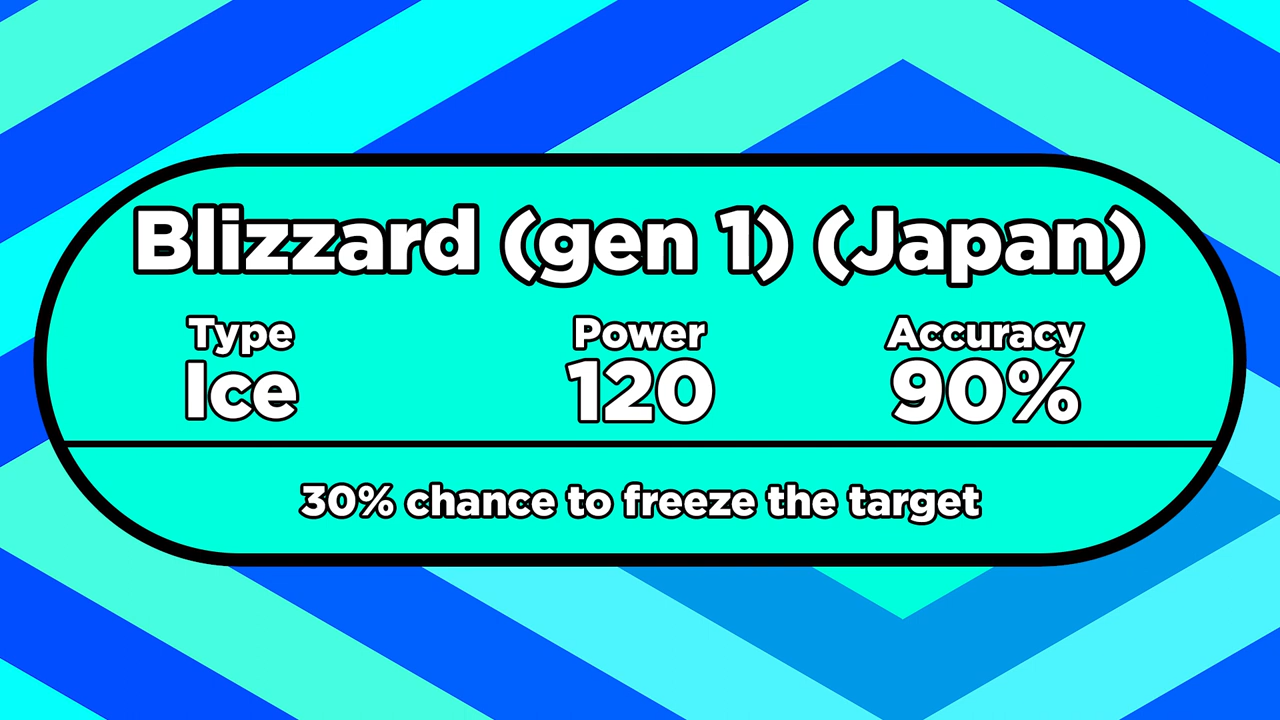 Blizzard (gen 1) (Japan)
Type Power Accuracy
Ice 120 90%
30% chance to freeze the target